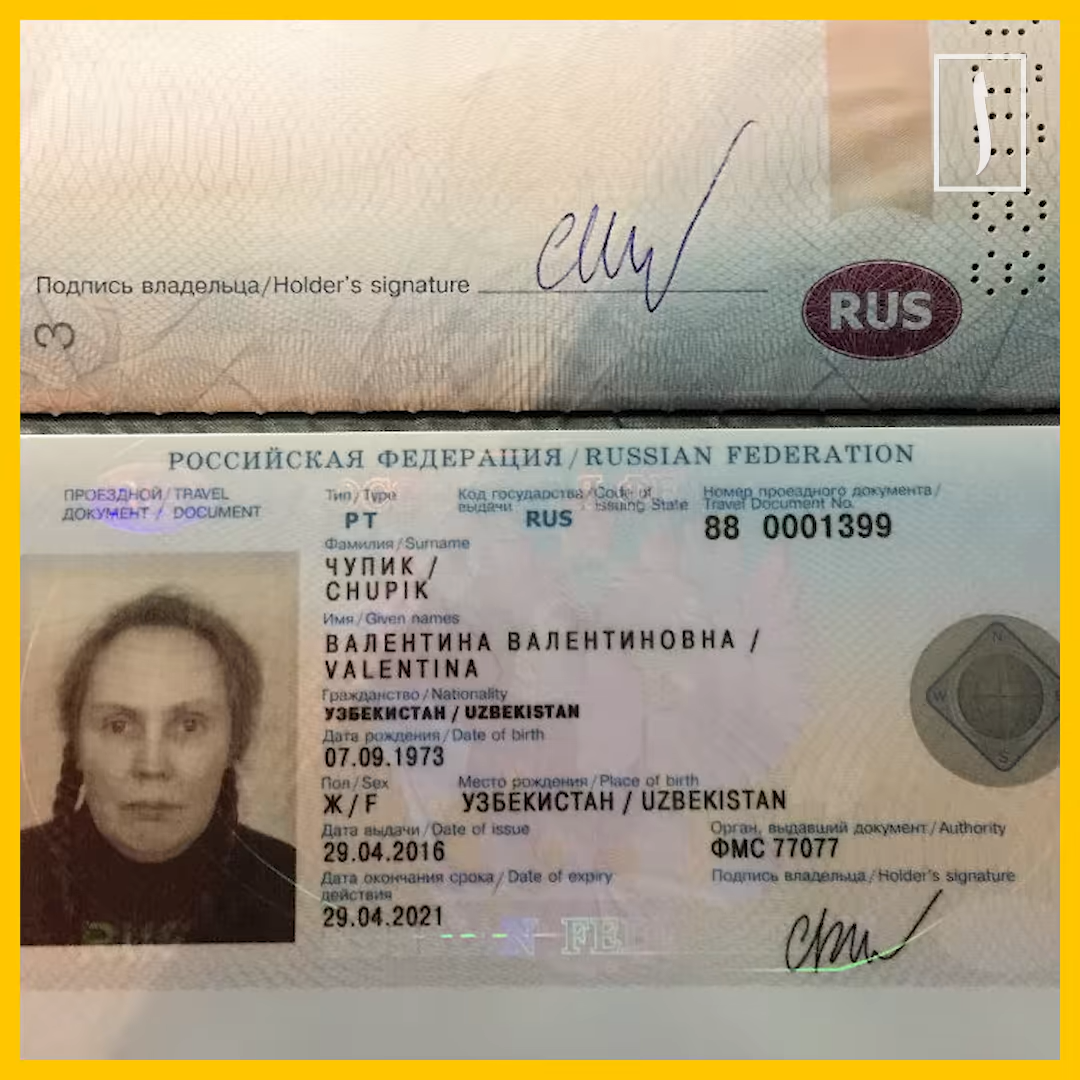 Подпись владельца/Holder's signature
RUS
3
РОССИЙСКАЯ ФЕДЕРАЦИЯ/RUSSIAN FEDERATION
ПРОЕЗДНОЙ/TRAVEL
ДОКУМЕНТ / DOCUMENT
Тип/Type
PT
Код государства/Code of
выдачи issuing State
RUS
Номер проездного документа/
Travel Document No.
88 0001399
Фамилия/Surname
ЧУПИК /
CHUPIK
Имя/Given names
ВАЛЕНТИНА ВАЛЕНТИНОВНА /
VALENTINA
Гражданство/Nationality
УЗБЕКИСТАН / UZBEKISTAN
Дата рождения/Date of birth
07.09.1973
Пол/Sex Место рождения/Place of birth
Ж/F УЗБЕКИСТАН / UZBEKISTAN
Дата выдачи/Date of issue Орган, выдавший документ/Authority
29.04.2016 ФМС 77077
Дата окончания срока/Date of expiry Подпись владельца/Holder's signature
действия
29.04.2021
N FE
N
W
S